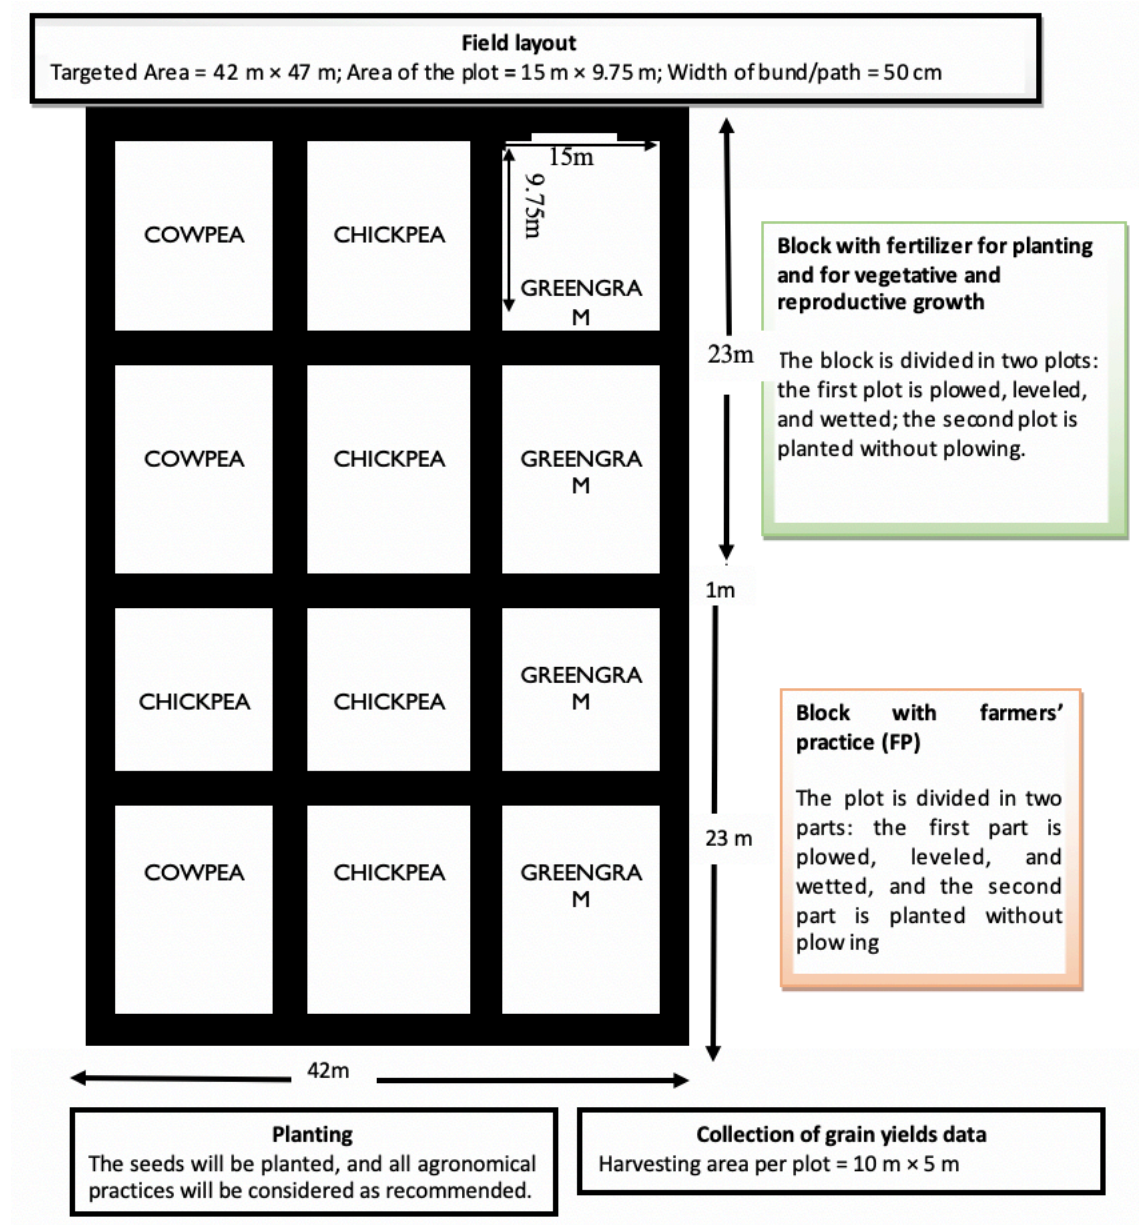 Field layout
Targeted Area = 42 m × 47 m; Area of the plot = 15 m × 9.75 m; Width of bund/path = 50 cm
15m
9.75m
COWPEA
CHICKPEA
GREENGRA
M
23m
Block with fertilizer for planting
and for vegetative and
reproductive growth
The block is divided in two plots:
the first plot is plowed, leveled,
and wetted; the second plot is
planted without plowing.
COWPEA
CHICKPEA
GREENGRA
M
1m
CHICKPEA
CHICKPEA
GREENGRA
M
Block with farmers’
practice (FP)
The plot is divided in two
parts: the first part is
plowed, leveled, and
wetted, and the second
part is planted without
plowing
23 m
COWPEA
CHICKPEA
GREENGRA
M
42m
Planting
The seeds will be planted, and all agronomical
practices will be considered as recommended.
Collection of grain yields data
Harvesting area per plot = 10 m × 5 m